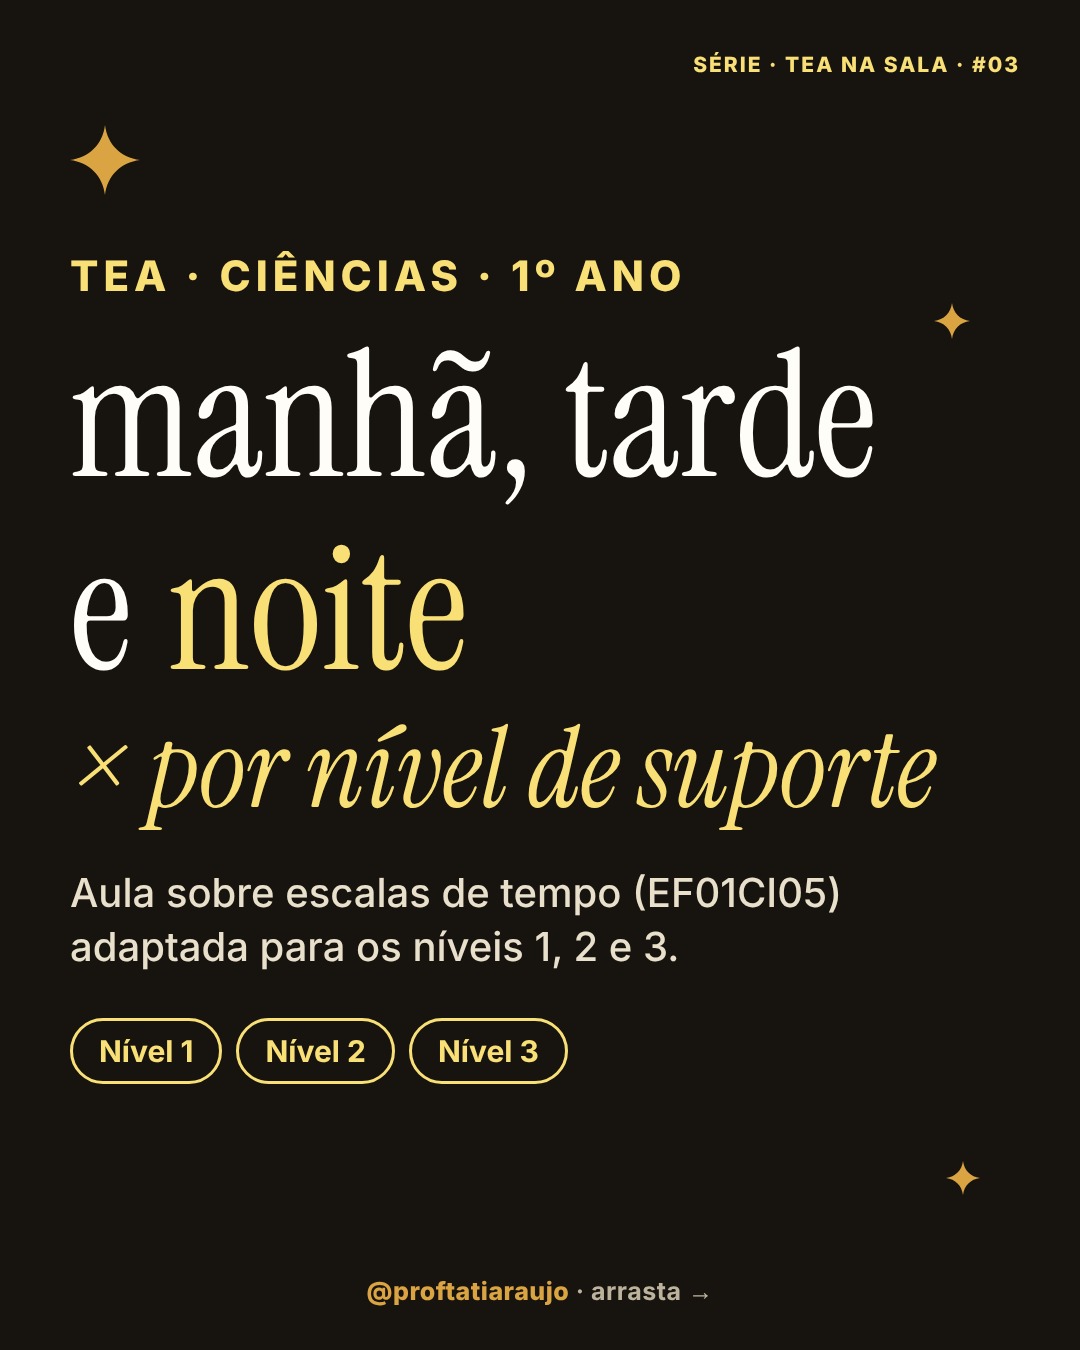 SÉRIE · TEA NA SALA · #03
TEA · CIÊNCIAS · 1º ANO
manhã, tarde
e noite
× por nível de suporte
Aula sobre escalas de tempo (EF01CI05)
adaptada para os níveis 1, 2 e 3.
Nível 1 Nível 2 Nível 3
@proftatiaraujo · arrasta →